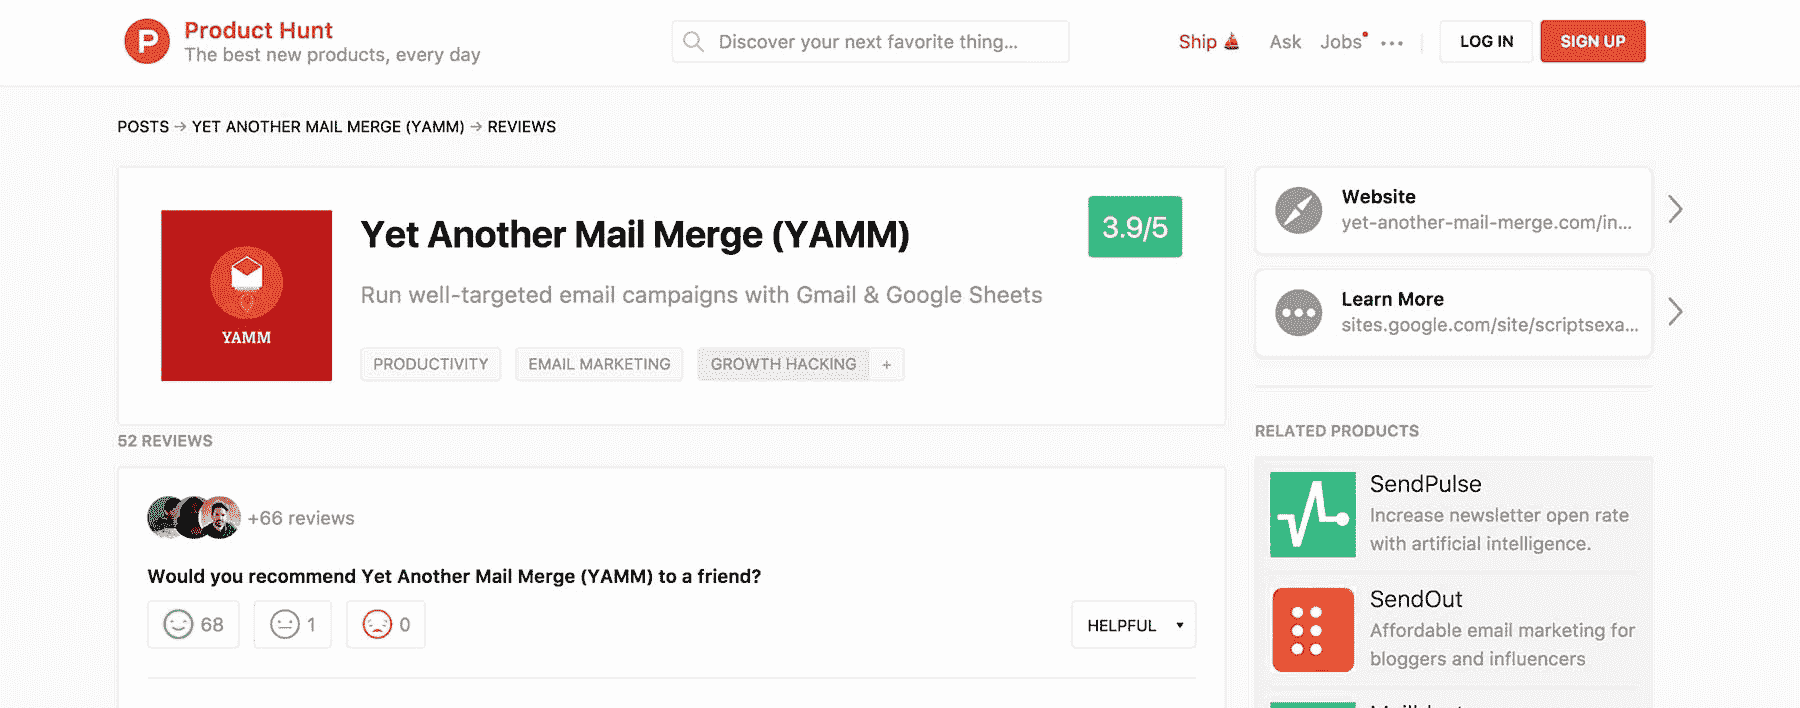 Product Hunt
The best new products, every day
Discover your next favorite thing...
Ship
Ask
Jobs
LOG IN
SIGN UP
POSTS → YET ANOTHER MAIL MERGE (YAMM) → REVIEWS
YAMM
Yet Another Mail Merge (YAMM)
3.9/5
Run well-targeted email campaigns with Gmail & Google Sheets
PRODUCTIVITY
EMAIL MARKETING
GROWTH HACKING +
52 REVIEWS
+66 reviews
Would you recommend Yet Another Mail Merge (YAMM) to a friend?
68
1
0
HELPFUL
Website
yet-another-mail-merge.com/in...
Learn More
sites.google.com/site/scriptsexa...
RELATED PRODUCTS
SendPulse
Increase newsletter open rate
with artificial intelligence.
SendOut
Affordable email marketing for
bloggers and influencers